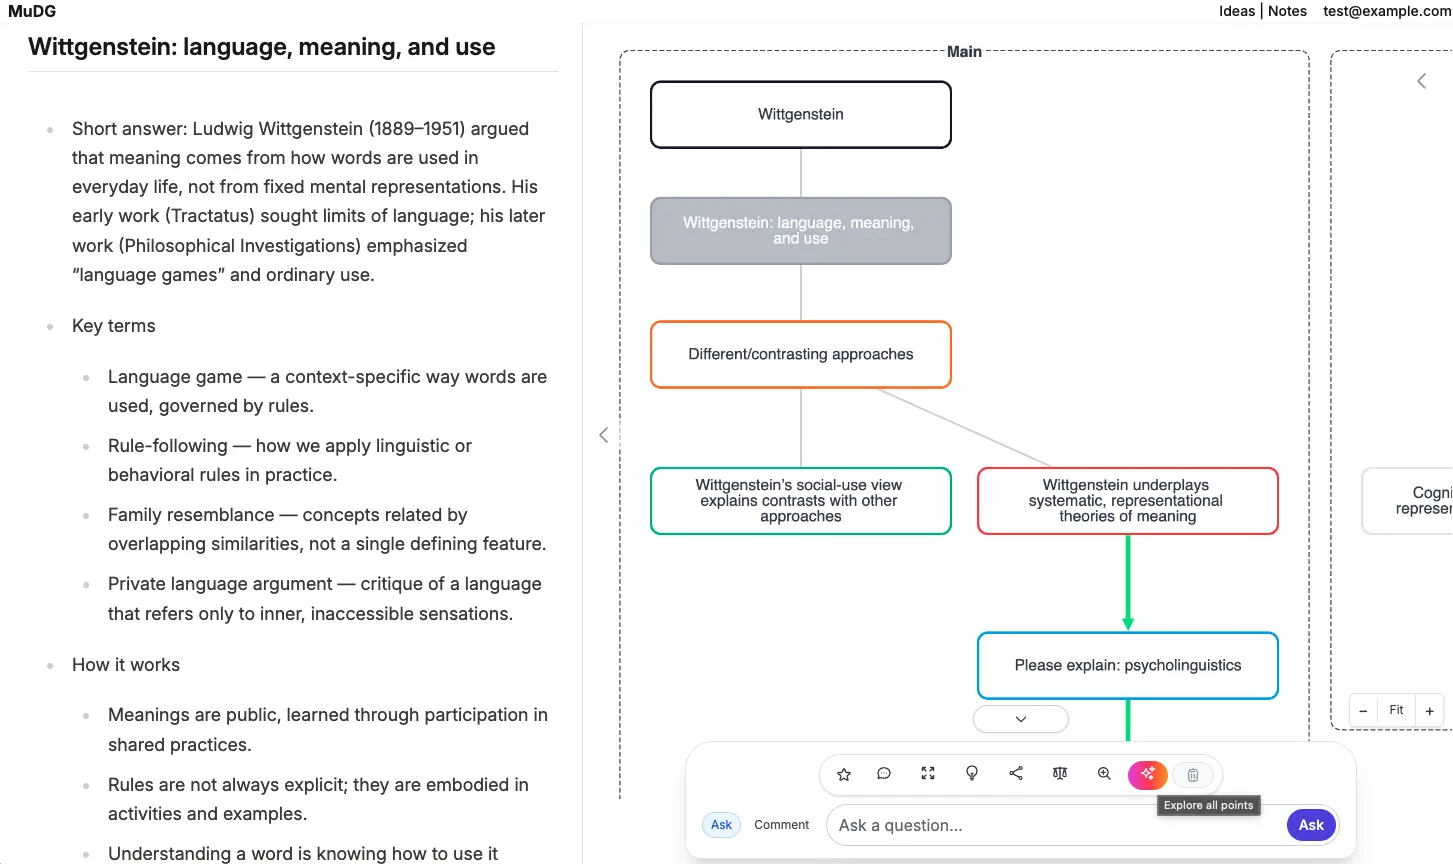 MuDG
Ideas | Notes test@example.com
Wittgenstein: language, meaning, and use
Short answer: Ludwig Wittgenstein (1889–1951) argued
that meaning comes from how words are used in
everyday life, not from fixed mental representations. His
early work (Tractatus) sought limits of language; his later
work (Philosophical Investigations) emphasized
“language games” and ordinary use.
Key terms
Language game — a context-specific way words are
used, governed by rules.
Rule-following — how we apply linguistic or
behavioral rules in practice.
Family resemblance — concepts related by
overlapping similarities, not a single defining feature.
Private language argument — critique of a language
that refers only to inner, inaccessible sensations.
How it works
Meanings are public, learned through participation in
shared practices.
Rules are not always explicit; they are embodied in
activities and examples.
Understanding a word is knowing how to use it
Main
Wittgenstein
Wittgenstein: language, meaning,
and use
Different/contrasting approaches
Wittgenstein’s social-use view
explains contrasts with other
approaches
Wittgenstein underplays
systematic, representational
theories of meaning
Cogni
represen
Please explain: psycholinguistics
− Fit +
Explore all points
Ask Comment Ask a question... Ask